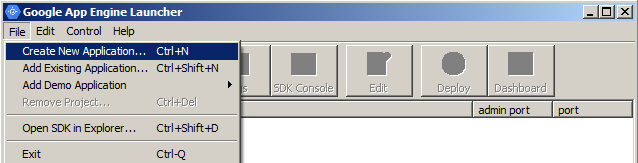 Google App Engine Launcher
File Edit Control Help
Create New Application... Ctrl+N
Add Existing Application... Ctrl+Shift+N
Add Demo Application
Remove Project... Ctrl+Del
Open SDK in Explorer... Ctrl+Shift+D
Exit Ctrl-Q
SDK Console Edit Deploy Dashboard
admin port port